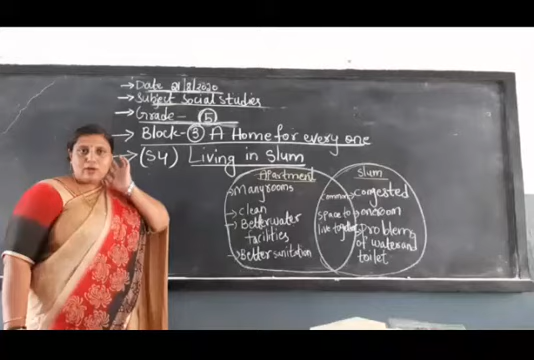 → Date 21/8/2020
→ Subject Social studies
→ Grade - 5
→ Block-3 A Home for every one
→ (S4) Living in Slum
Apartment
Many rooms
→ clean
→ Better water
facilities
→ Better sanitation
common
space to
live together
Slum
→ congested
→ one room
→ problem
of water and
toilet